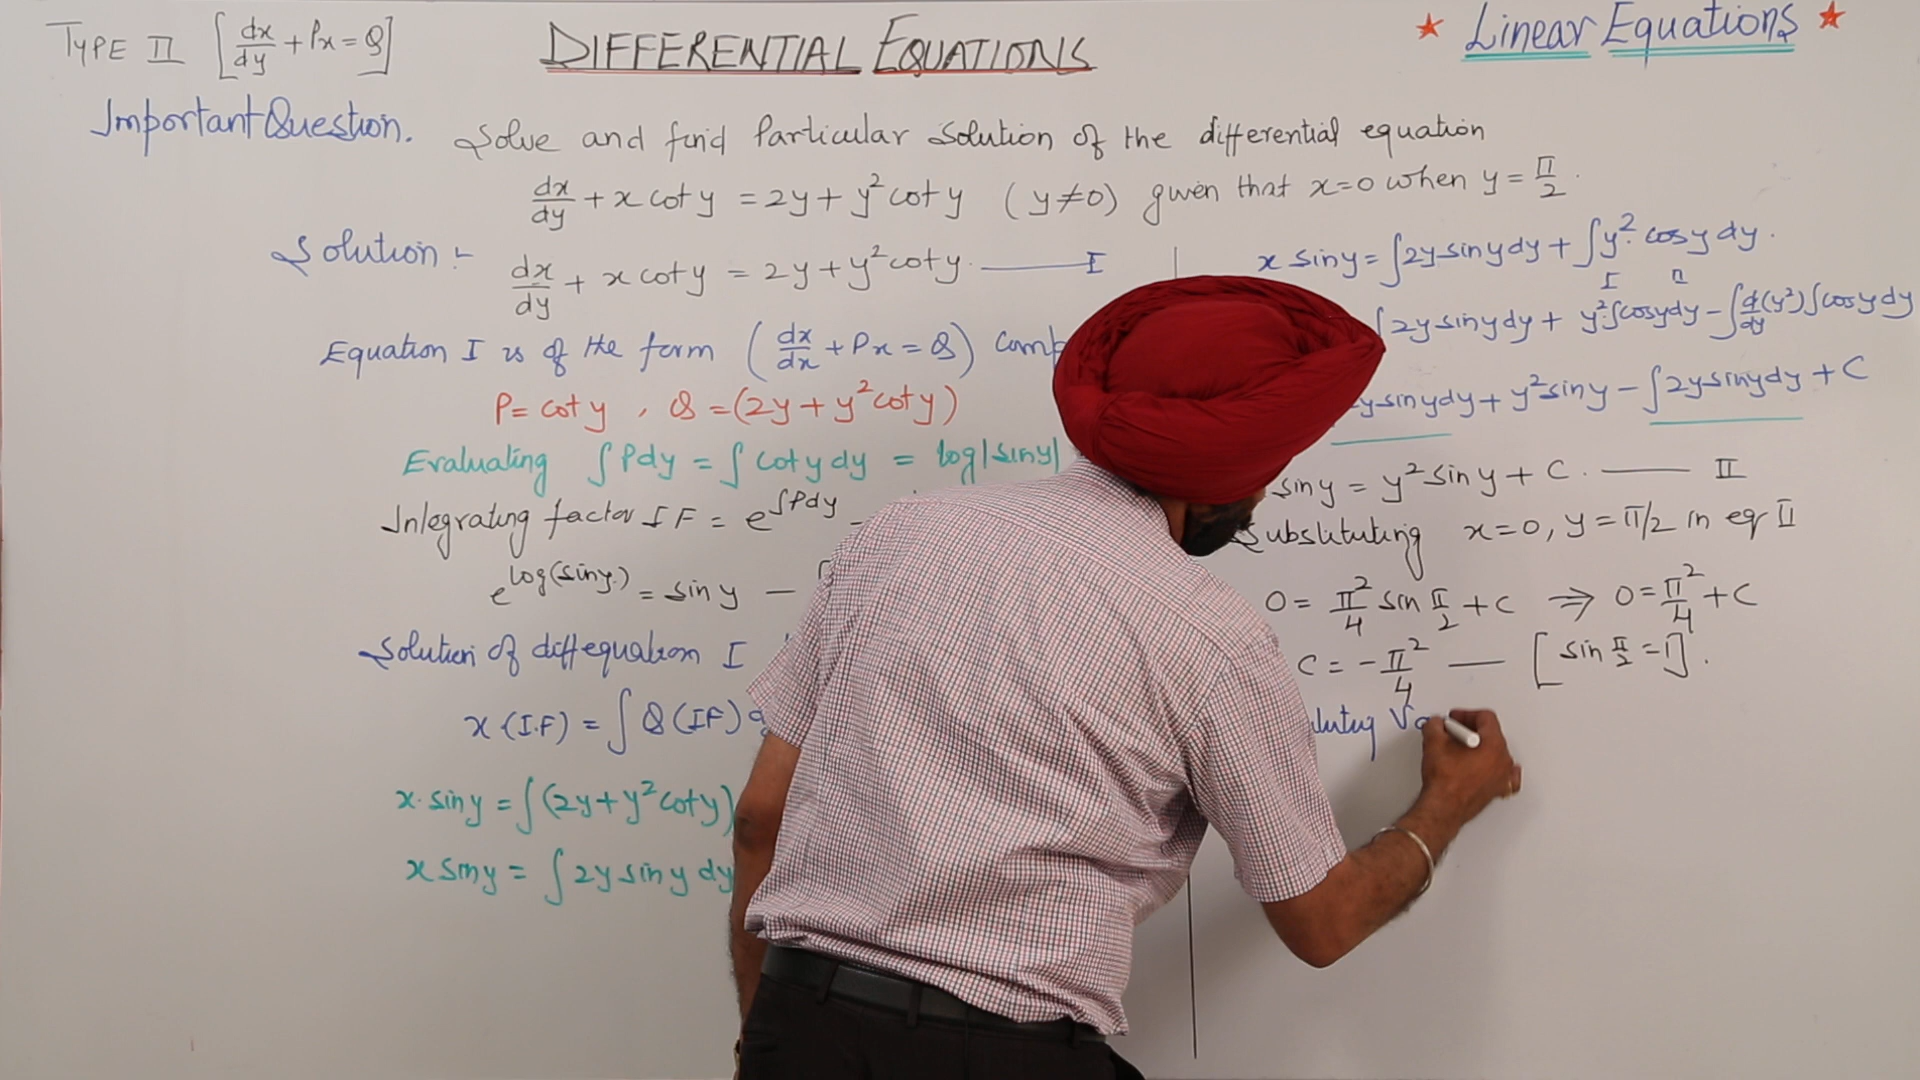 TYPE II [dx/dy + Px = Q]
DIFFERENTIAL EQUATIONS
★ Linear Equations ★
Important Question. Solve and find Particular Solution of the differential equation
dx/dy + x cot y = 2y + y² cot y (y≠0) given that x=0 when y = π/2.
Solution :- dx/dy + x cot y = 2y + y² cot y. — I
Equation I is of the form (dx/dx + Px = Q)
P = cot y, Q = (2y + y² cot y)
Evaluating ∫Pdy = ∫cot y dy = log|sin y|
Integrating factor IF = e^∫Pdy
e^log(sin y) = sin y —
Solution of diff equation I
x (I.F) = ∫Q (IF)
x · sin y = ∫(2y + y² cot y)
x sin y = ∫2y sin y dy
x sin y = ∫2y sin y dy + ∫y² · cos y dy.
I II
∫2y sin y dy + y² · ∫cos y dy − ∫d/dy (y²) ∫cos y dy
y sin y dy + y² sin y − ∫2y sin y dy + C
sin y = y² sin y + C. — II
Substituting x=0, y = π/2 in eq II
0 = π²/4 sin π/2 + C ⇒ 0 = π²/4 + C
C = −π²/4 — [sin π/2 = 1].